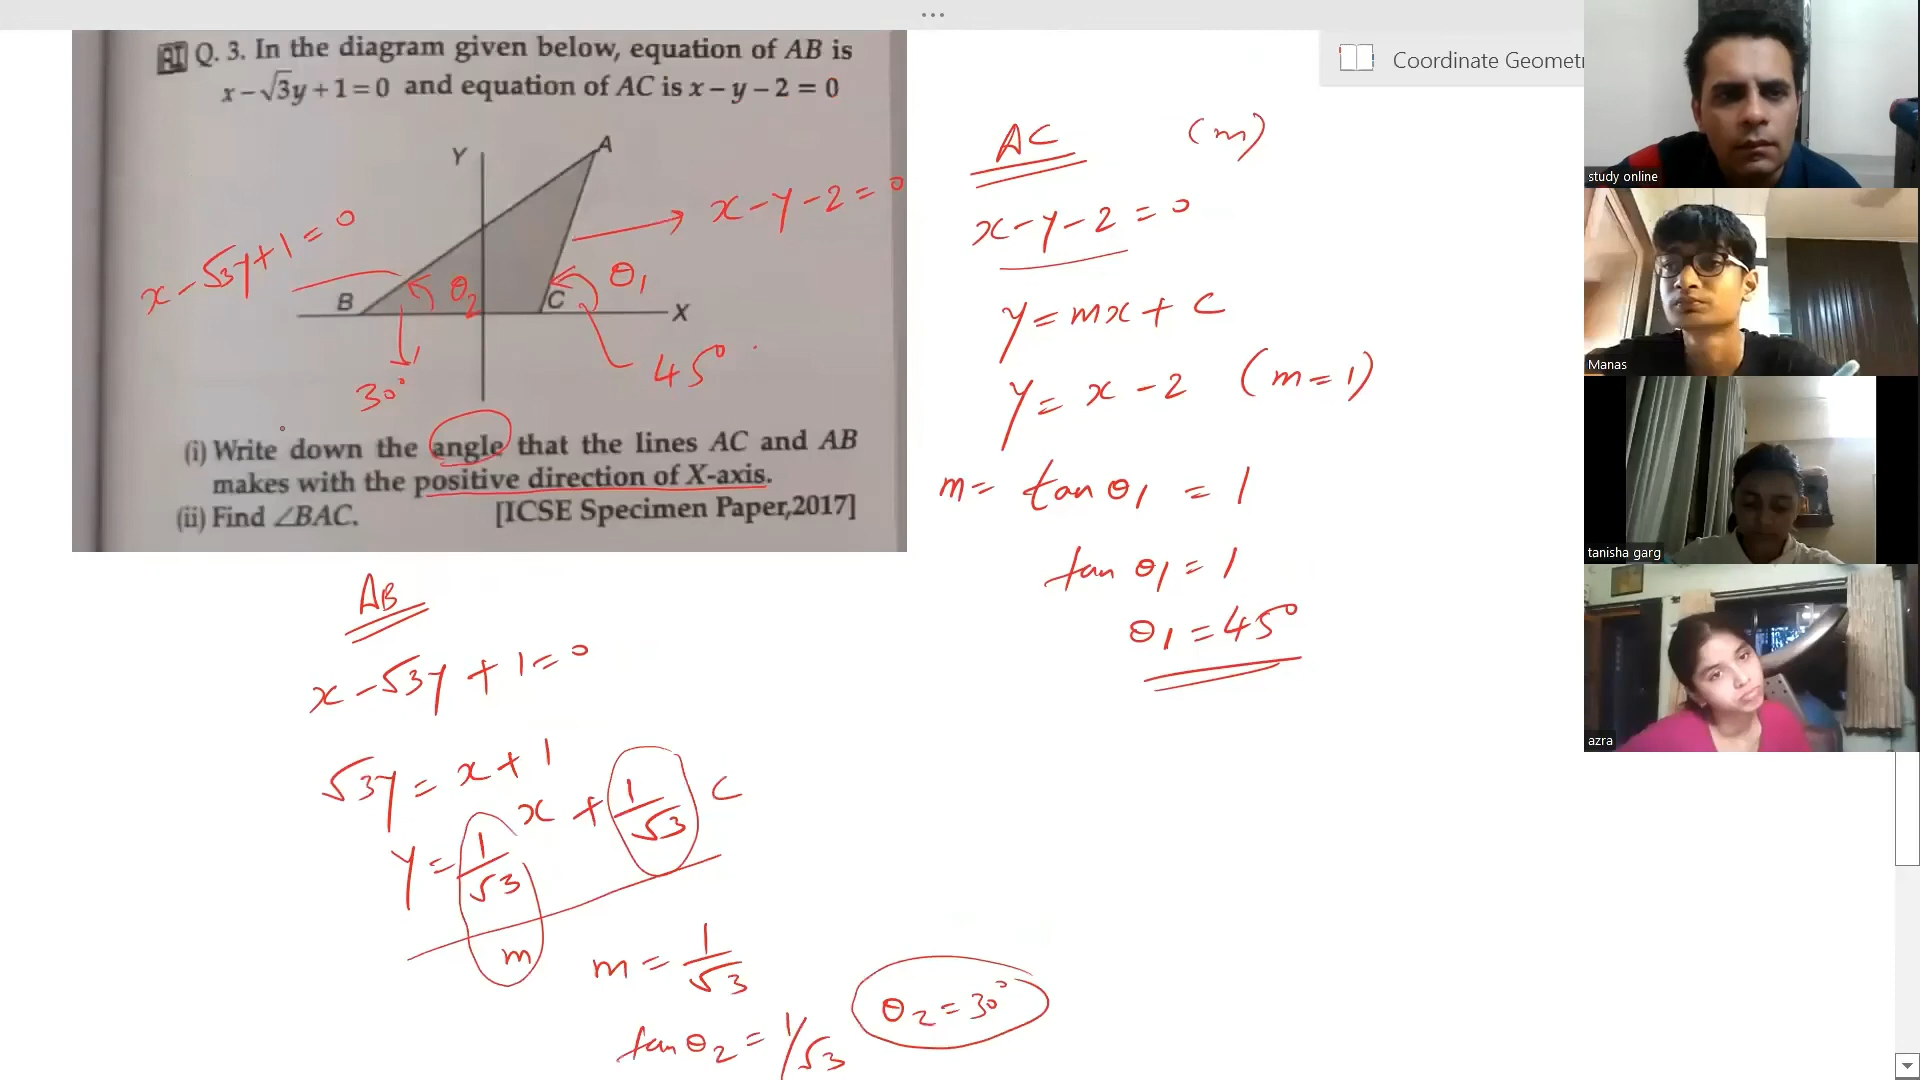 Q. 3. In the diagram given below, equation of AB is
x – √3y + 1 = 0 and equation of AC is x – y – 2 = 0
Y
A
B
C
X
x - √3y + 1 = 0
x - y - 2 = 0
θ2
θ1
30°
45°
(i) Write down the angle that the lines AC and AB
makes with the positive direction of X-axis.
(ii) Find ∠BAC. [ICSE Specimen Paper,2017]
AB
x - √3y + 1 = 0
√3y = x + 1
y = 1/√3 x + 1/√3 c
m
m = 1/√3
tan θ2 = 1/√3
θ2 = 30°
AC (m)
x - y - 2 = 0
y = mx + c
y = x - 2 (m = 1)
m = tan θ1 = 1
tan θ1 = 1
θ1 = 45°
Coordinate Geomet
study online
Manas
tanisha garg
azra